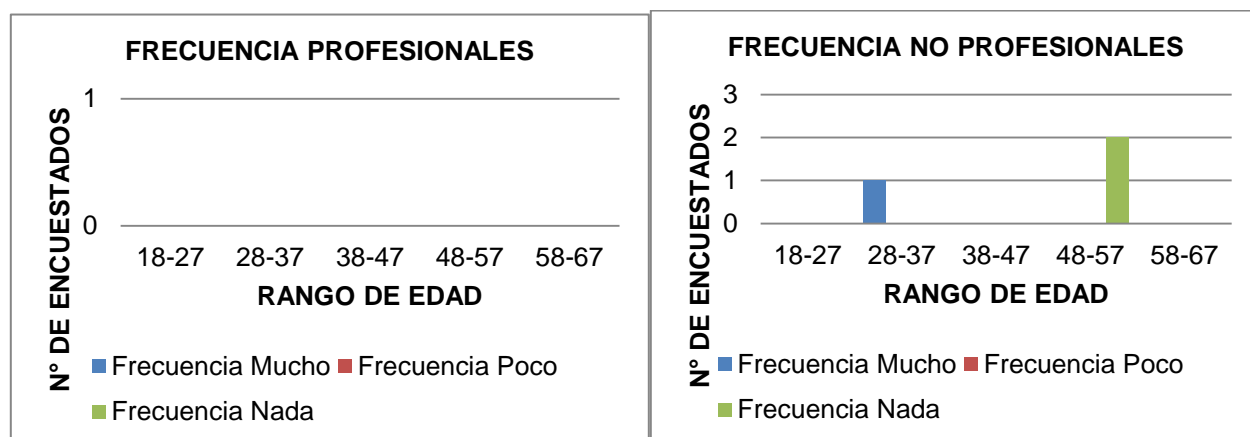 FRECUENCIA PROFESIONALES
N° DE ENCUESTADOS
1
0
18-27 28-37 38-47 48-57 58-67
RANGO DE EDAD
Frecuencia Mucho Frecuencia Poco
Frecuencia Nada
FRECUENCIA NO PROFESIONALES
N° DE ENCUESTADOS
3
2
1
0
18-27 28-37 38-47 48-57 58-67
RANGO DE EDAD
Frecuencia Mucho Frecuencia Poco
Frecuencia Nada